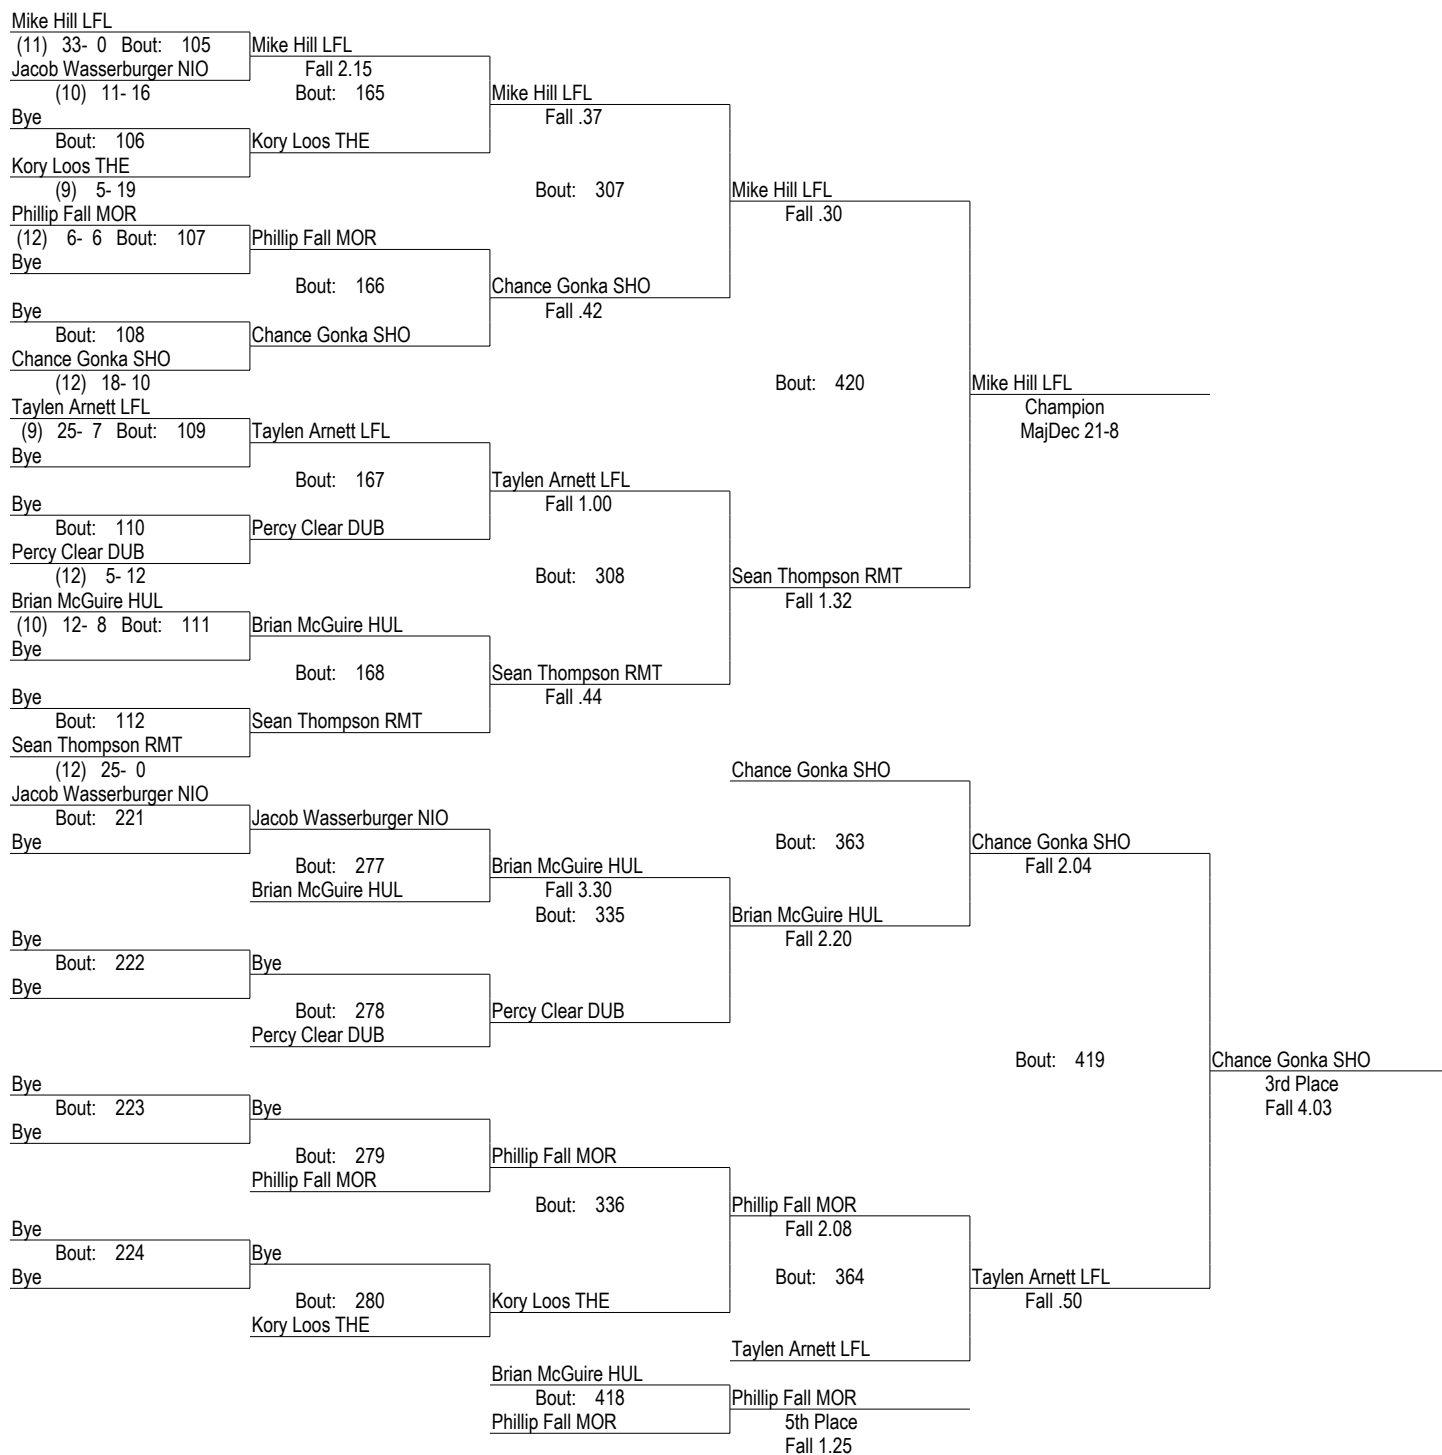 Mike Hill LFL
(11) 33- 0 Bout: 105
Mike Hill LFL
Jacob Wasserburger NIO
Fall 2.15
(10) 11- 16
Bout: 165
Mike Hill LFL
Bye
Fall .37
Bout: 106
Kory Loos THE
Kory Loos THE
(9) 5- 19
Bout: 307
Mike Hill LFL
Phillip Fall MOR
Fall .30
(12) 6- 6 Bout: 107
Phillip Fall MOR
Bye
Bout: 166
Chance Gonka SHO
Bye
Fall .42
Bout: 108
Chance Gonka SHO
Chance Gonka SHO
(12) 18- 10
Bout: 420
Mike Hill LFL
Taylen Arnett LFL
Champion
(9) 25- 7 Bout: 109
Taylen Arnett LFL
MajDec 21-8
Bye
Bout: 167
Taylen Arnett LFL
Bye
Fall 1.00
Bout: 110
Percy Clear DUB
Percy Clear DUB
(12) 5- 12
Bout: 308
Sean Thompson RMT
Brian McGuire HUL
Fall 1.32
(10) 12- 8 Bout: 111
Brian McGuire HUL
Bye
Bout: 168
Sean Thompson RMT
Bye
Fall .44
Bout: 112
Sean Thompson RMT
Sean Thompson RMT
(12) 25- 0
Chance Gonka SHO
Jacob Wasserburger NIO
Bout: 221
Jacob Wasserburger NIO
Bye
Bout: 363
Chance Gonka SHO
Bout: 277
Brian McGuire HUL
Fall 2.04
Brian McGuire HUL
Fall 3.30
Bout: 335
Brian McGuire HUL
Bye
Fall 2.20
Bout: 222
Bye
Bye
Bout: 278
Percy Clear DUB
Percy Clear DUB
Bout: 419
Chance Gonka SHO
Bye
3rd Place
Bout: 223
Bye
Fall 4.03
Bye
Bout: 279
Phillip Fall MOR
Phillip Fall MOR
Bout: 336
Phillip Fall MOR
Bye
Fall 2.08
Bout: 224
Bye
Bye
Bout: 364
Taylen Arnett LFL
Bout: 280
Kory Loos THE
Fall .50
Kory Loos THE
Taylen Arnett LFL
Brian McGuire HUL
Bout: 418
Phillip Fall MOR
Phillip Fall MOR
5th Place
Fall 1.25